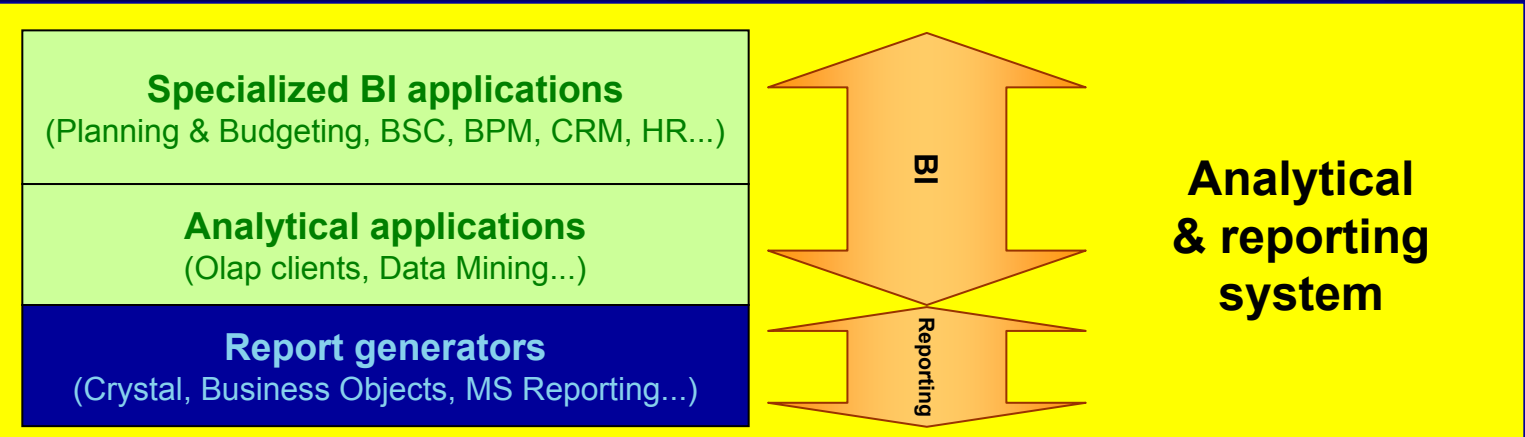 Specialized BI applications
(Planning & Budgeting, BSC, BPM, CRM, HR...)
Analytical applications
(Olap clients, Data Mining...)
Report generators
(Crystal, Business Objects, MS Reporting...)
BI
Reporting
Analytical
& reporting
system